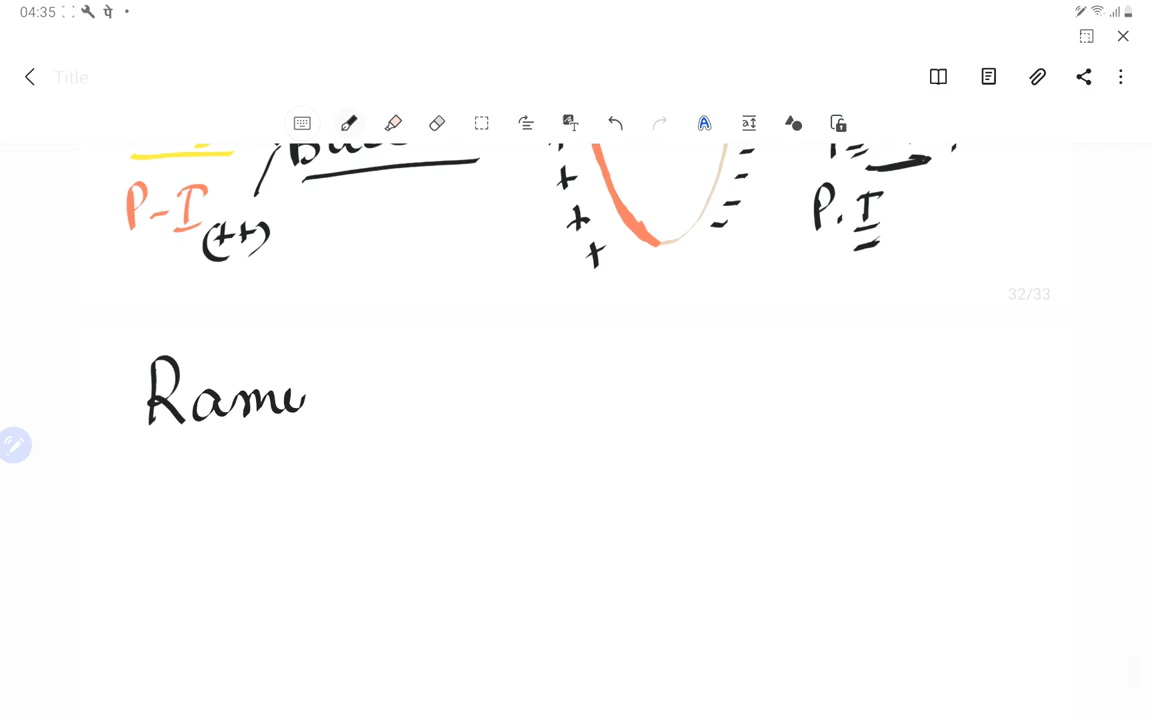 04:35
Title
P-I
(++)
+
+
+
P.I
32/33
Ramu